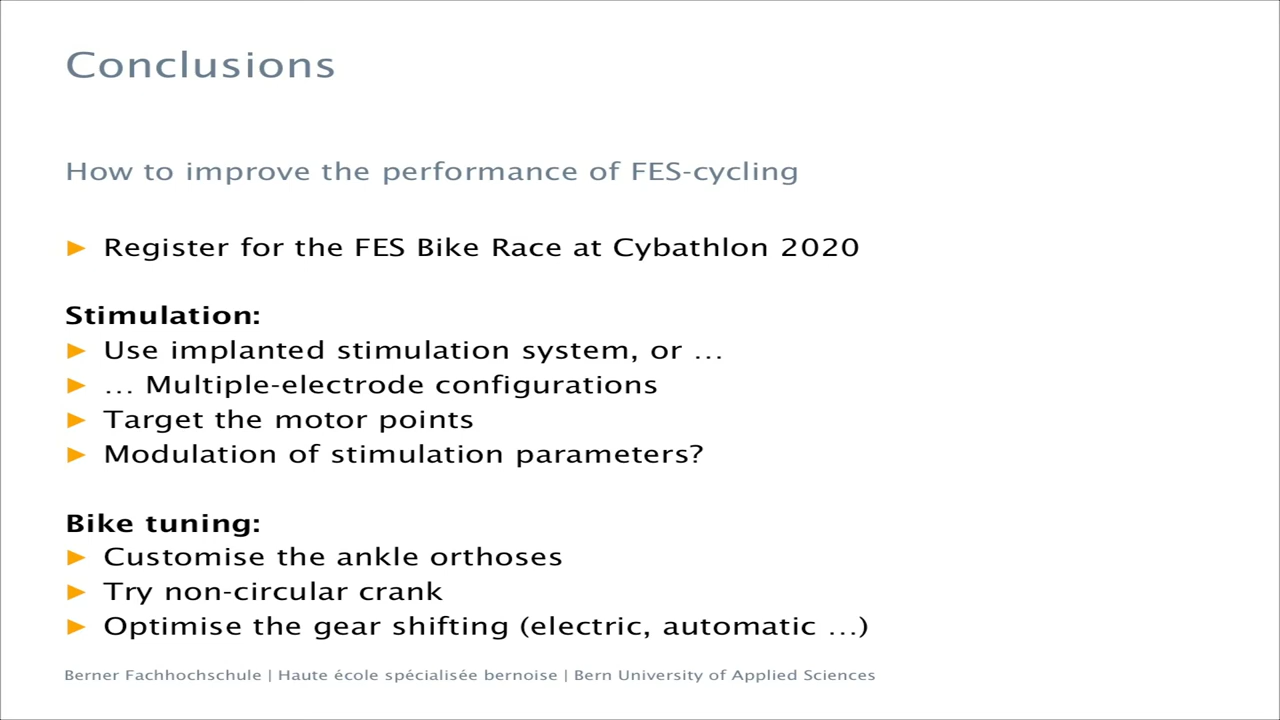 Conclusions
How to improve the performance of FES-cycling
► Register for the FES Bike Race at Cybathlon 2020
Stimulation:
► Use implanted stimulation system, or …
► … Multiple-electrode configurations
► Target the motor points
► Modulation of stimulation parameters?
Bike tuning:
► Customise the ankle orthoses
► Try non-circular crank
► Optimise the gear shifting (electric, automatic …)
Berner Fachhochschule | Haute école spécialisée bernoise | Bern University of Applied Sciences